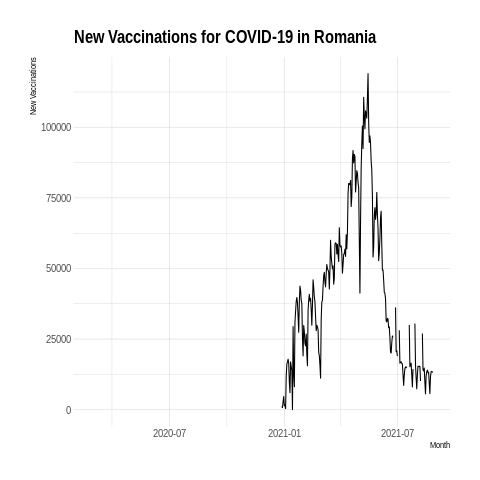 New Vaccinations for COVID-19 in Romania
New Vaccinations
100000
75000
50000
25000
0
2020-07 2021-01 2021-07
Month